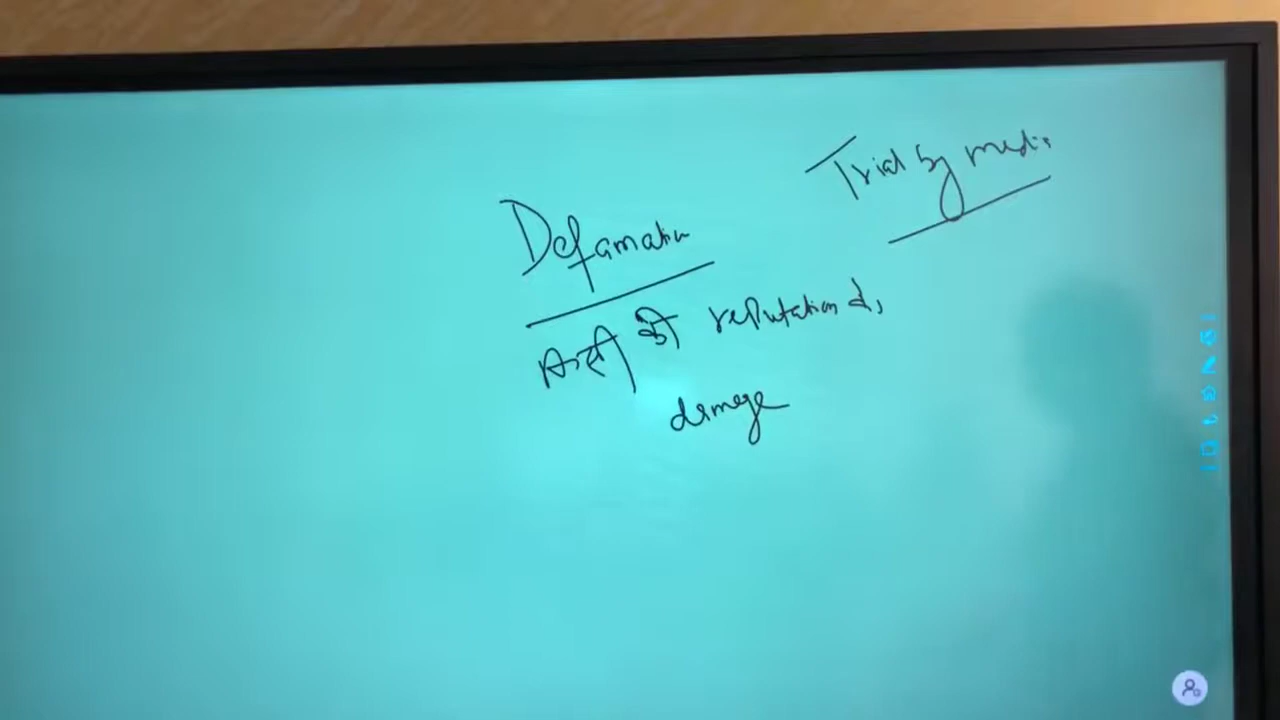 Trial by media
Defamation
किसी की reputation को
damage